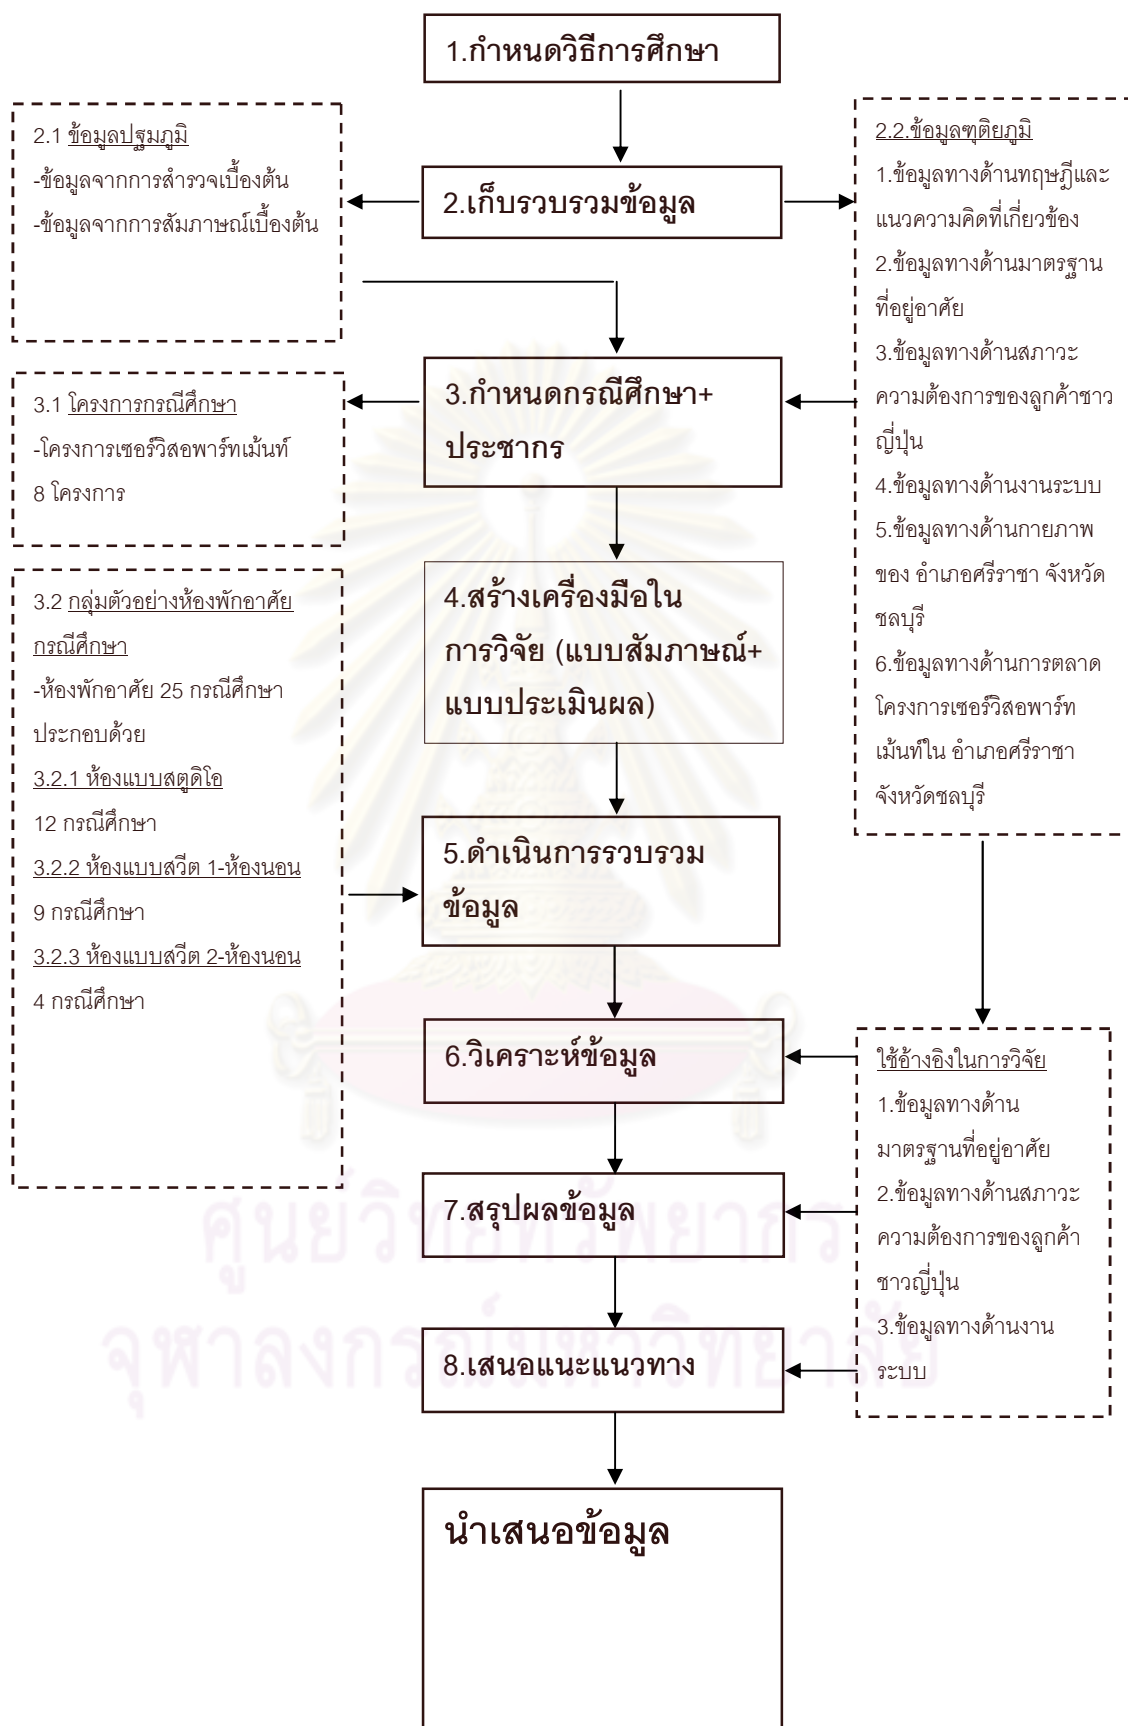 1.กำหนดวิธีการศึกษา
2.1 ข้อมูลปฐมภูมิ
-ข้อมูลจากการสำรวจเบื้องต้น
-ข้อมูลจากการสัมภาษณ์เบื้องต้น
2.เก็บรวบรวมข้อมูล
2.2.ข้อมูลฑุติยภูมิ
1.ข้อมูลทางด้านทฤษฎีและ
แนวความคิดที่เกี่ยวข้อง
2.ข้อมูลทางด้านมาตรฐาน
ที่อยู่อาศัย
3.ข้อมูลทางด้านสภาวะ
ความต้องการของลูกค้าชาว
ญี่ปุ่น
4.ข้อมูลทางด้านงานระบบ
5.ข้อมูลทางด้านกายภาพ
ของ อำเภอศรีราชา จังหวัด
ชลบุรี
6.ข้อมูลทางด้านการตลาด
โครงการเซอร์วิสอพาร์ท
เม้นท์ใน อำเภอศรีราชา
จังหวัดชลบุรี
3.กำหนดกรณีศึกษา+
ประชากร
3.1 โครงการกรณีศึกษา
-โครงการเซอร์วิสอพาร์ทเม้นท์
8 โครงการ
3.2 กลุ่มตัวอย่างห้องพักอาศัย
กรณีศึกษา
-ห้องพักอาศัย 25 กรณีศึกษา
ประกอบด้วย
3.2.1 ห้องแบบสตูดิโอ
12 กรณีศึกษา
3.2.2 ห้องแบบสวีต 1-ห้องนอน
9 กรณีศึกษา
3.2.3 ห้องแบบสวีต 2-ห้องนอน
4 กรณีศึกษา
4.สร้างเครื่องมือใน
การวิจัย (แบบสัมภาษณ์+
แบบประเมินผล)
5.ดำเนินการรวบรวม
ข้อมูล
6.วิเคราะห์ข้อมูล
ใช้อ้างอิงในการวิจัย
1.ข้อมูลทางด้าน
มาตรฐานที่อยู่อาศัย
2.ข้อมูลทางด้านสภาวะ
ความต้องการของลูกค้า
ชาวญี่ปุ่น
3.ข้อมูลทางด้านงาน
ระบบ
7.สรุปผลข้อมูล
8.เสนอแนะแนวทาง
นำเสนอข้อมูล
ศูนย์วิทยทรัพยากร
จุฬาลงกรณ์มหาวิทยาลัย